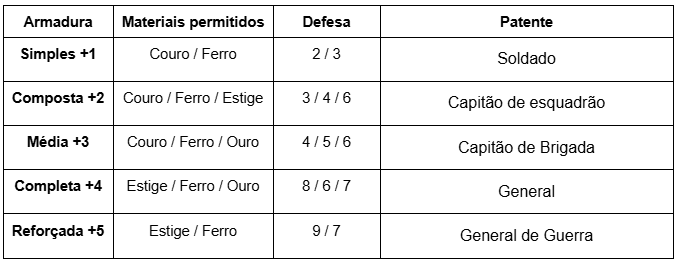 Armadura Materiais permitidos Defesa Patente
Simples +1 Couro / Ferro 2 / 3 Soldado
Composta +2 Couro / Ferro / Estige 3 / 4 / 6 Capitão de esquadrão
Média +3 Couro / Ferro / Ouro 4 / 5 / 6 Capitão de Brigada
Completa +4 Estige / Ferro / Ouro 8 / 6 / 7 General
Reforçada +5 Estige / Ferro 9 / 7 General de Guerra